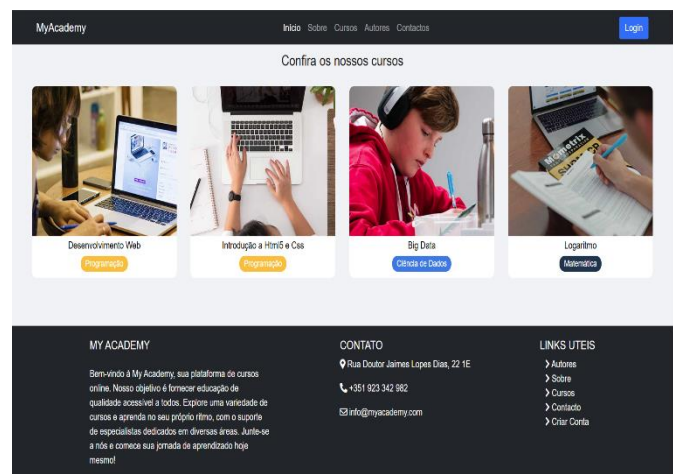 MyAcademy
Início Sobre Cursos Autores Contactos
Login
Confira os nossos cursos
Mometrix
Desenvolvimento Web
Programação
Introdução a Html5 e Css
Programação
Big Data
Ciência de Dados
Logaritmo
Matemática
MY ACADEMY
Bem-vindo à My Academy, sua plataforma de cursos
online. Nosso objetivo é fornecer educação de
qualidade acessível a todos. Explore uma variedade de
cursos e aprenda no seu próprio ritmo, com o suporte
de especialistas dedicados em diversas áreas. Junte-se
a nós e comece sua jornada de aprendizado hoje
mesmo!
CONTATO
Rua Doutor Jaimes Lopes Dias, 22 1E
+351 923 342 982
info@myacademy.com
LINKS UTEIS
Autores
Sobre
Cursos
Contacto
Criar Conta